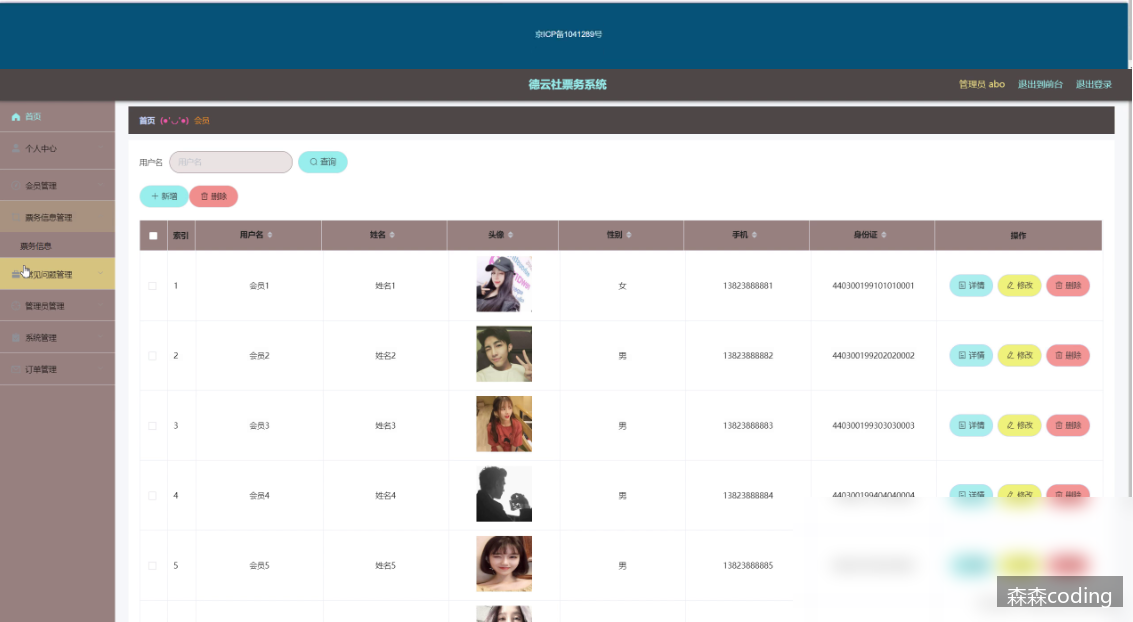 京ICP备1041289号
德云社票务系统
管理员 abo 退出到前台 退出登录
首页
个人中心
会员管理
票务信息管理
票务信息
常见问题管理
管理员管理
系统管理
订单管理
首页 (●'◡'●) 会员
用户名 用户名 查询
+ 新增 删除
索引 用户名 姓名 头像 性别 手机 身份证 操作
1 会员1 姓名1 女 13823888881 440300199101010001 详情 修改 删除
2 会员2 姓名2 男 13823888882 440300199202020002 详情 修改 删除
3 会员3 姓名3 男 13823888883 440300199303030003 详情 修改 删除
4 会员4 姓名4 男 13823888884 440300199404040004 详情 修改 删除
5 会员5 姓名5 男 13823888885
森森coding